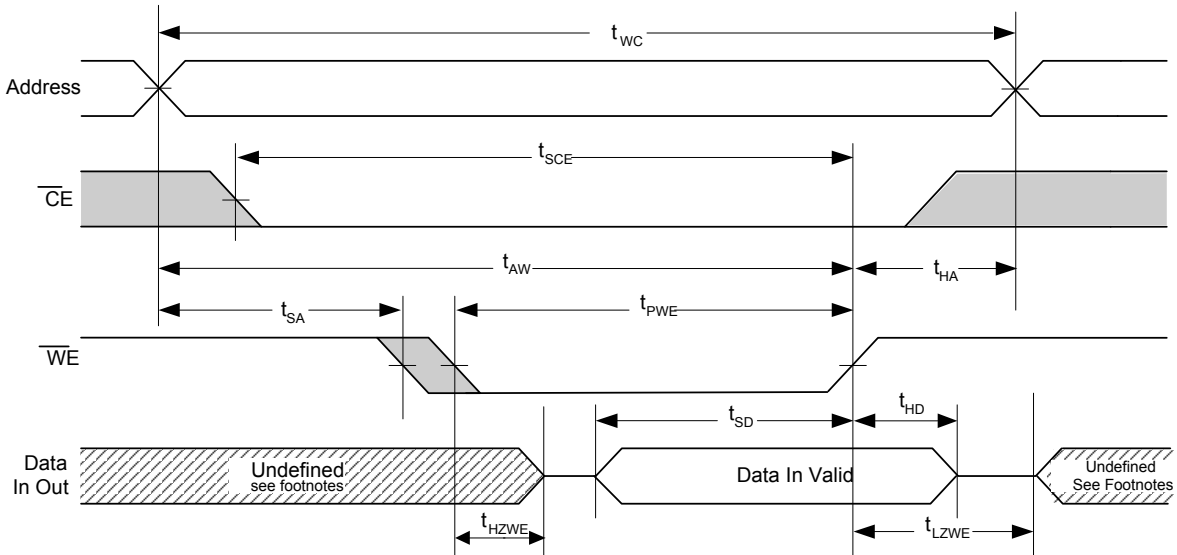 tWC
Address
tSCE
CE
tAW
tHA
tSA
tPWE
WE
tSD
tHD
Data
In Out
Undefined
see footnotes
Data In Valid
Undefined
See Footnotes
tHZWE
tLZWE